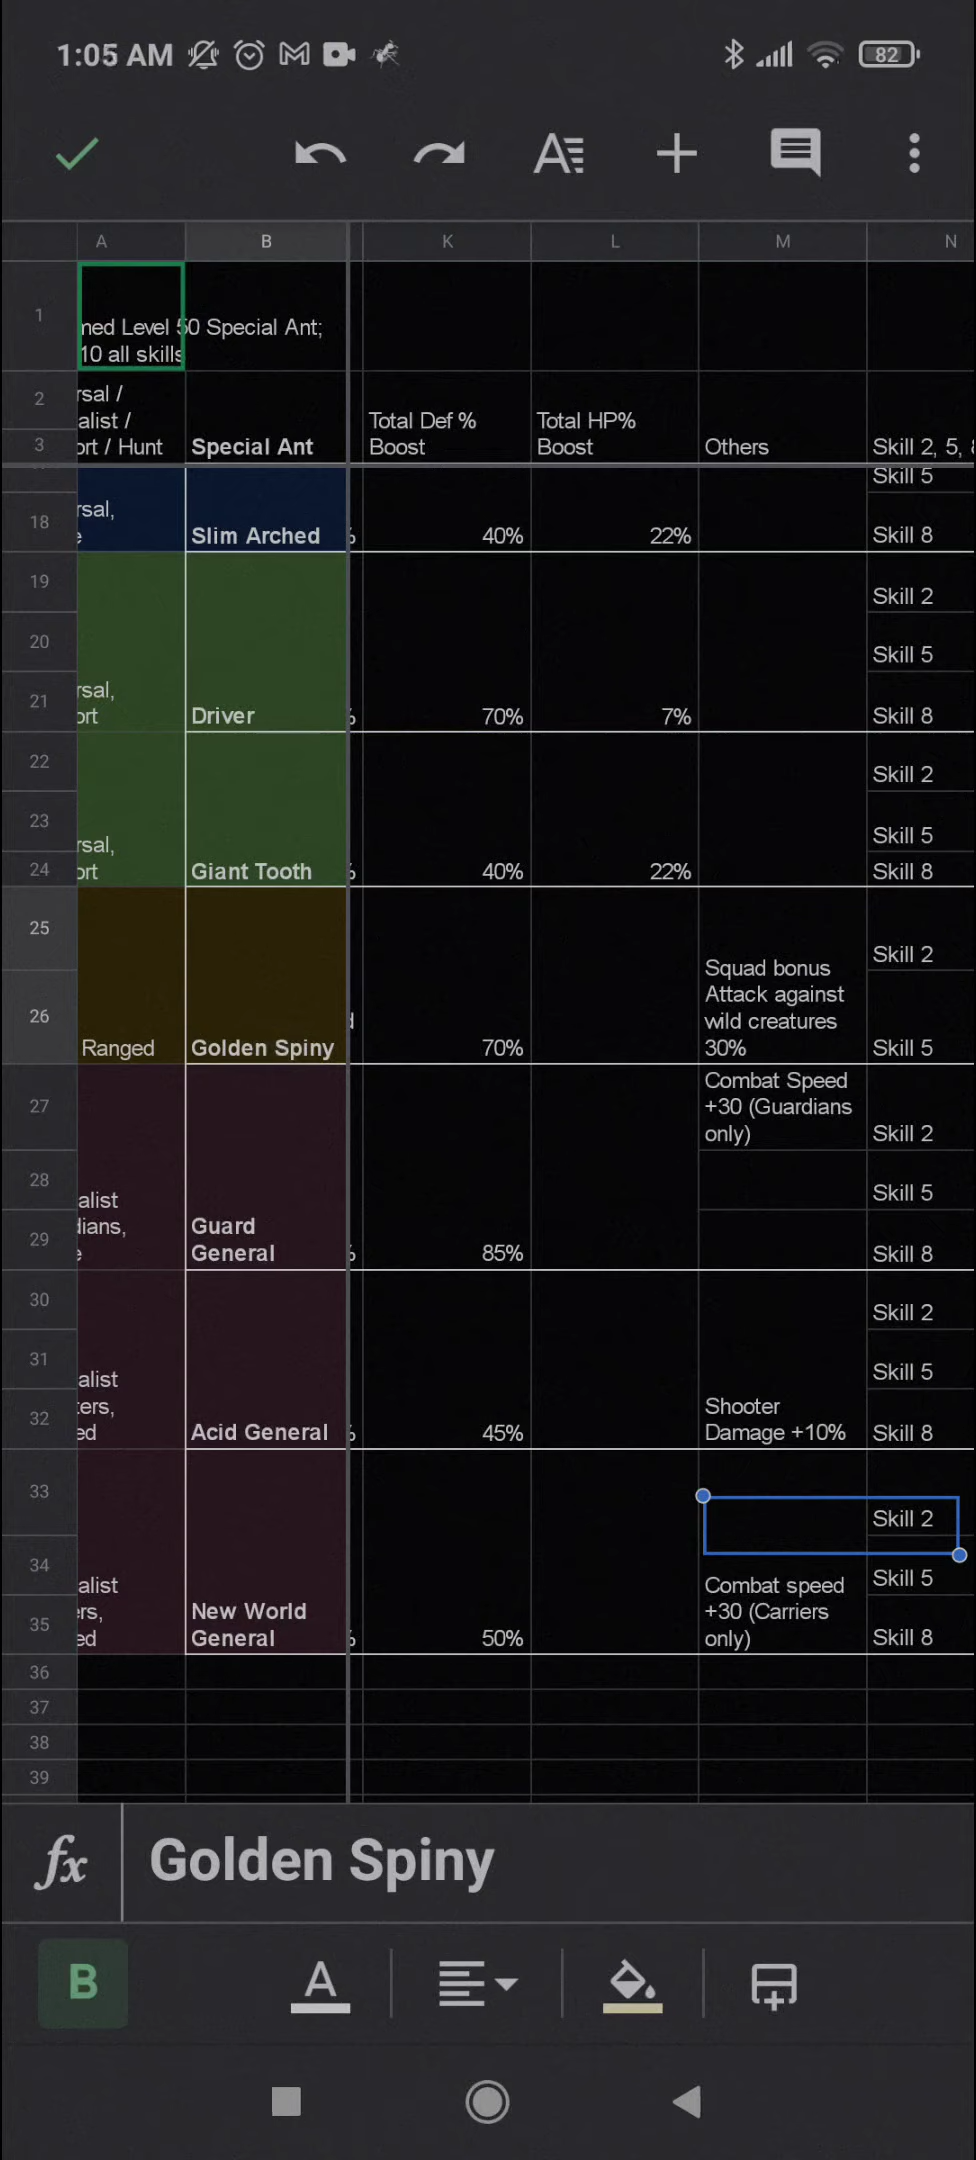 1:05 AM 82
A B K L M N
1 med Level 50 Special Ant;
10 all skills
2 rsal /
alist / Total Def % Total HP%
3 ort / Hunt Special Ant Boost Boost Others Skill 2, 5, 8
Skill 5
rsal,
18 e Slim Arched % 40% 22% Skill 8
19 Skill 2
20 Skill 5
rsal,
21 ort Driver % 70% 7% Skill 8
22 Skill 2
23 Skill 5
rsal,
24 ort Giant Tooth % 40% 22% Skill 8
25 Skill 2
Squad bonus
Attack against
26 d wild creatures
Ranged Golden Spiny 70% 30% Skill 5
Combat Speed
27 +30 (Guardians
only) Skill 2
28 Skill 5
alist
dians, Guard
29 e General % 85% Skill 8
30 Skill 2
31 Skill 5
alist
ters, Shooter
32 ed Acid General % 45% Damage +10% Skill 8
33 Skill 2
34 Skill 5
alist Combat speed
35 ers, New World +30 (Carriers
ed General % 50% only) Skill 8
36
37
38
39
fx Golden Spiny
B A